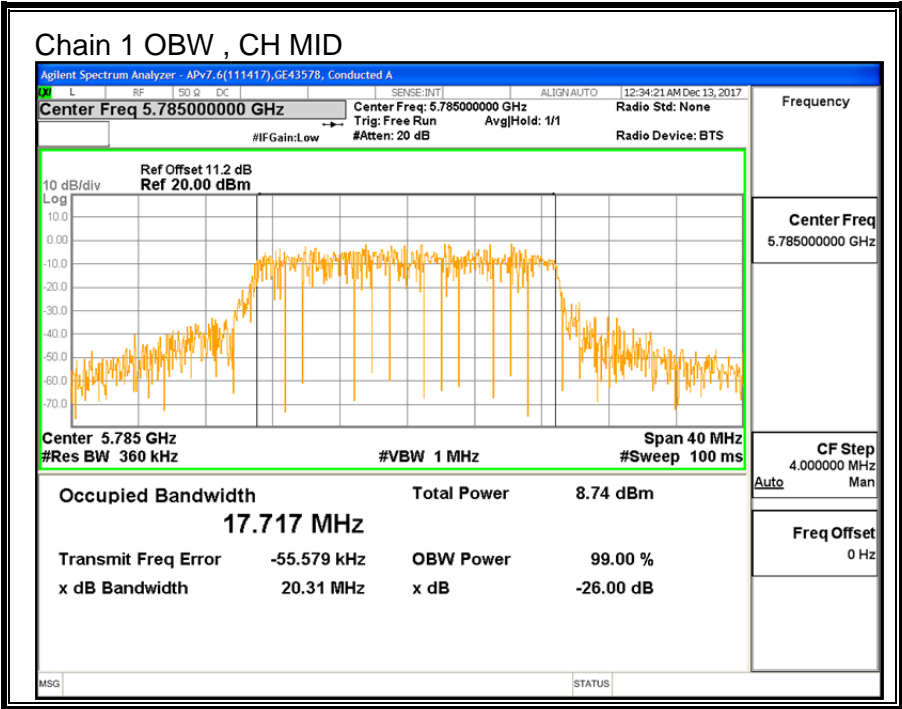 Chain 1 OBW , CH MID
Agilent Spectrum Analyzer - APv7.6(111417),GE43578, Conducted A
LXI L RF 50 Ω DC SENSE:INT ALIGN AUTO 12:34:21 AM Dec 13, 2017
Center Freq 5.785000000 GHz
Center Freq: 5.785000000 GHz
Radio Std: None
Trig: Free Run Avg|Hold: 1/1
#IFGain:Low
#Atten: 20 dB
Radio Device: BTS
Ref Offset 11.2 dB
10 dB/div Ref 20.00 dBm
Log
10.0
0.00
-10.0
-20.0
-30.0
-40.0
-50.0
-60.0
-70.0
Center 5.785 GHz Span 40 MHz
#Res BW 360 kHz #VBW 1 MHz #Sweep 100 ms
Occupied Bandwidth Total Power 8.74 dBm
17.717 MHz
Transmit Freq Error -55.579 kHz OBW Power 99.00 %
x dB Bandwidth 20.31 MHz x dB -26.00 dB
Frequency
Center Freq
5.785000000 GHz
CF Step
4.000000 MHz
Auto Man
Freq Offset
0 Hz
MSG STATUS